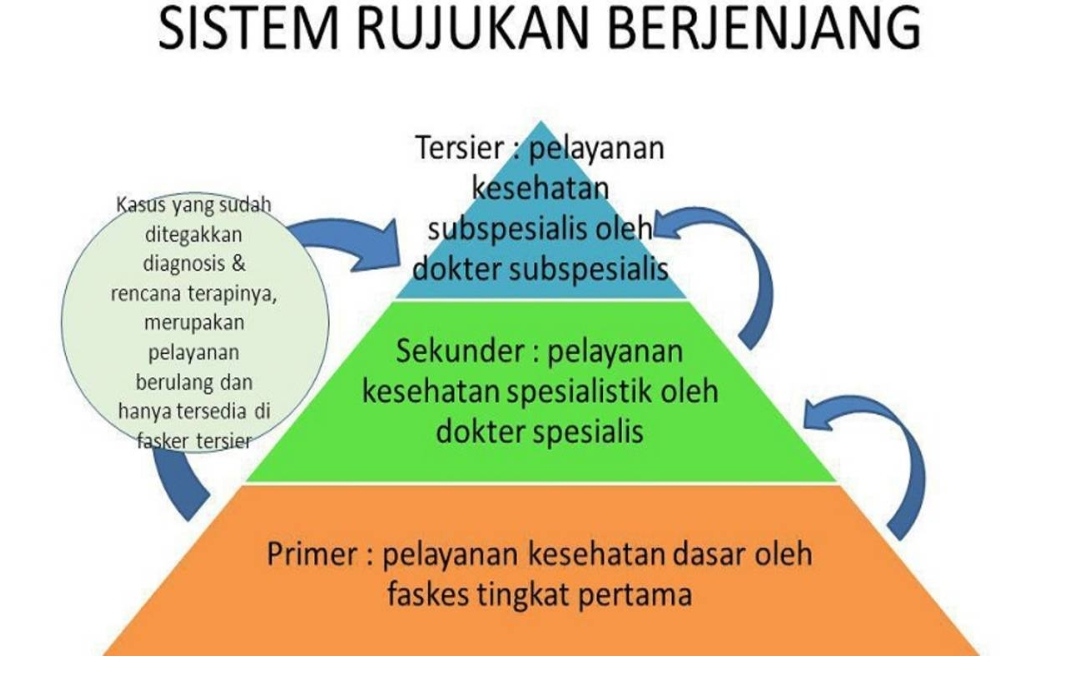 SISTEM RUJUKAN BERJENJANG
Tersier : pelayanan
kesehatan
subspesialis oleh
dokter subspesialis
Kasus yang sudah
ditegakkan
diagnosis &
rencana terapinya,
merupakan
pelayanan
berulang dan
hanya tersedia di
fasker tersier
Sekunder : pelayanan
kesehatan spesialistik oleh
dokter spesialis
Primer : pelayanan kesehatan dasar oleh
faskes tingkat pertama